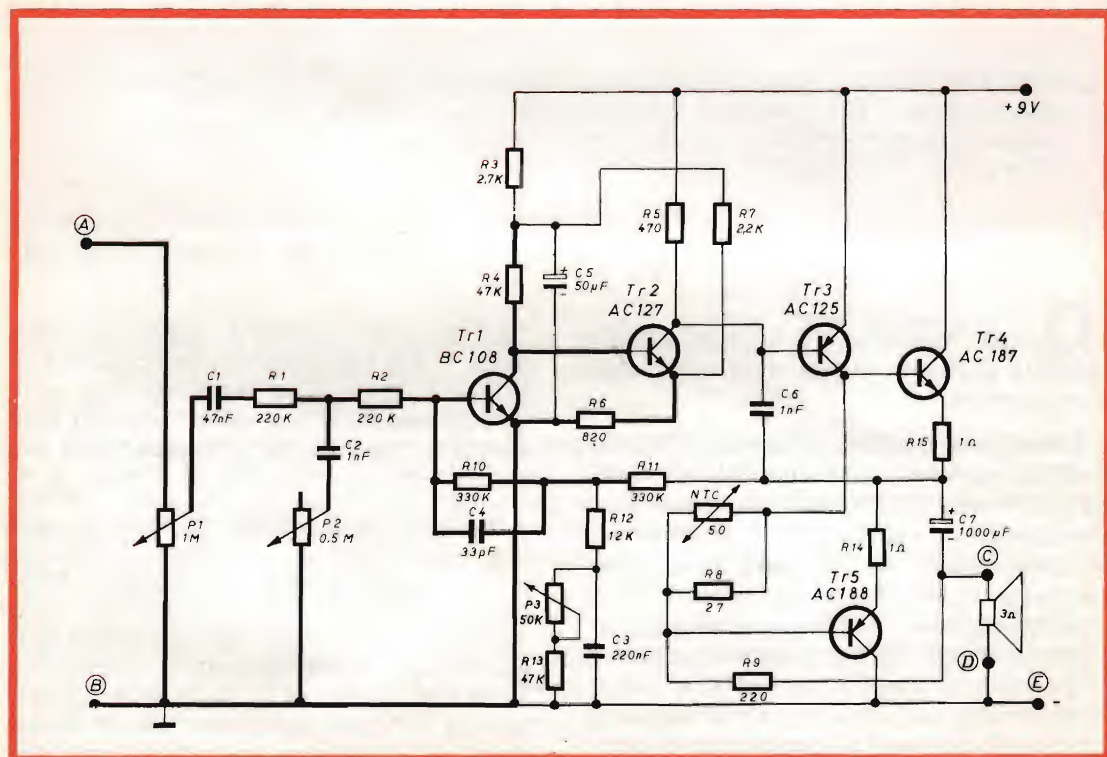 +9V
R3
2,7K
A
R5
470
R7
2,2K
R4
47K
+
C5
50µF
-
Tr2
AC127
Tr3
AC125
Tr1
BC108
Tr4
AC187
C1
47nF
R1
220K
R2
220K
C6
1nF
R6
820
C2
1nF
R15
1Ω
R10
330K
R11
330K
NTC
50
C4
33pF
R12
12K
+
C7
1000µF
-
P1
1M
P2
0.5M
R14
1Ω
C
R8
27
Tr5
AC188
P3
50K
3Ω
C3
220nF
R13
47K
R9
220
D
B
E
-